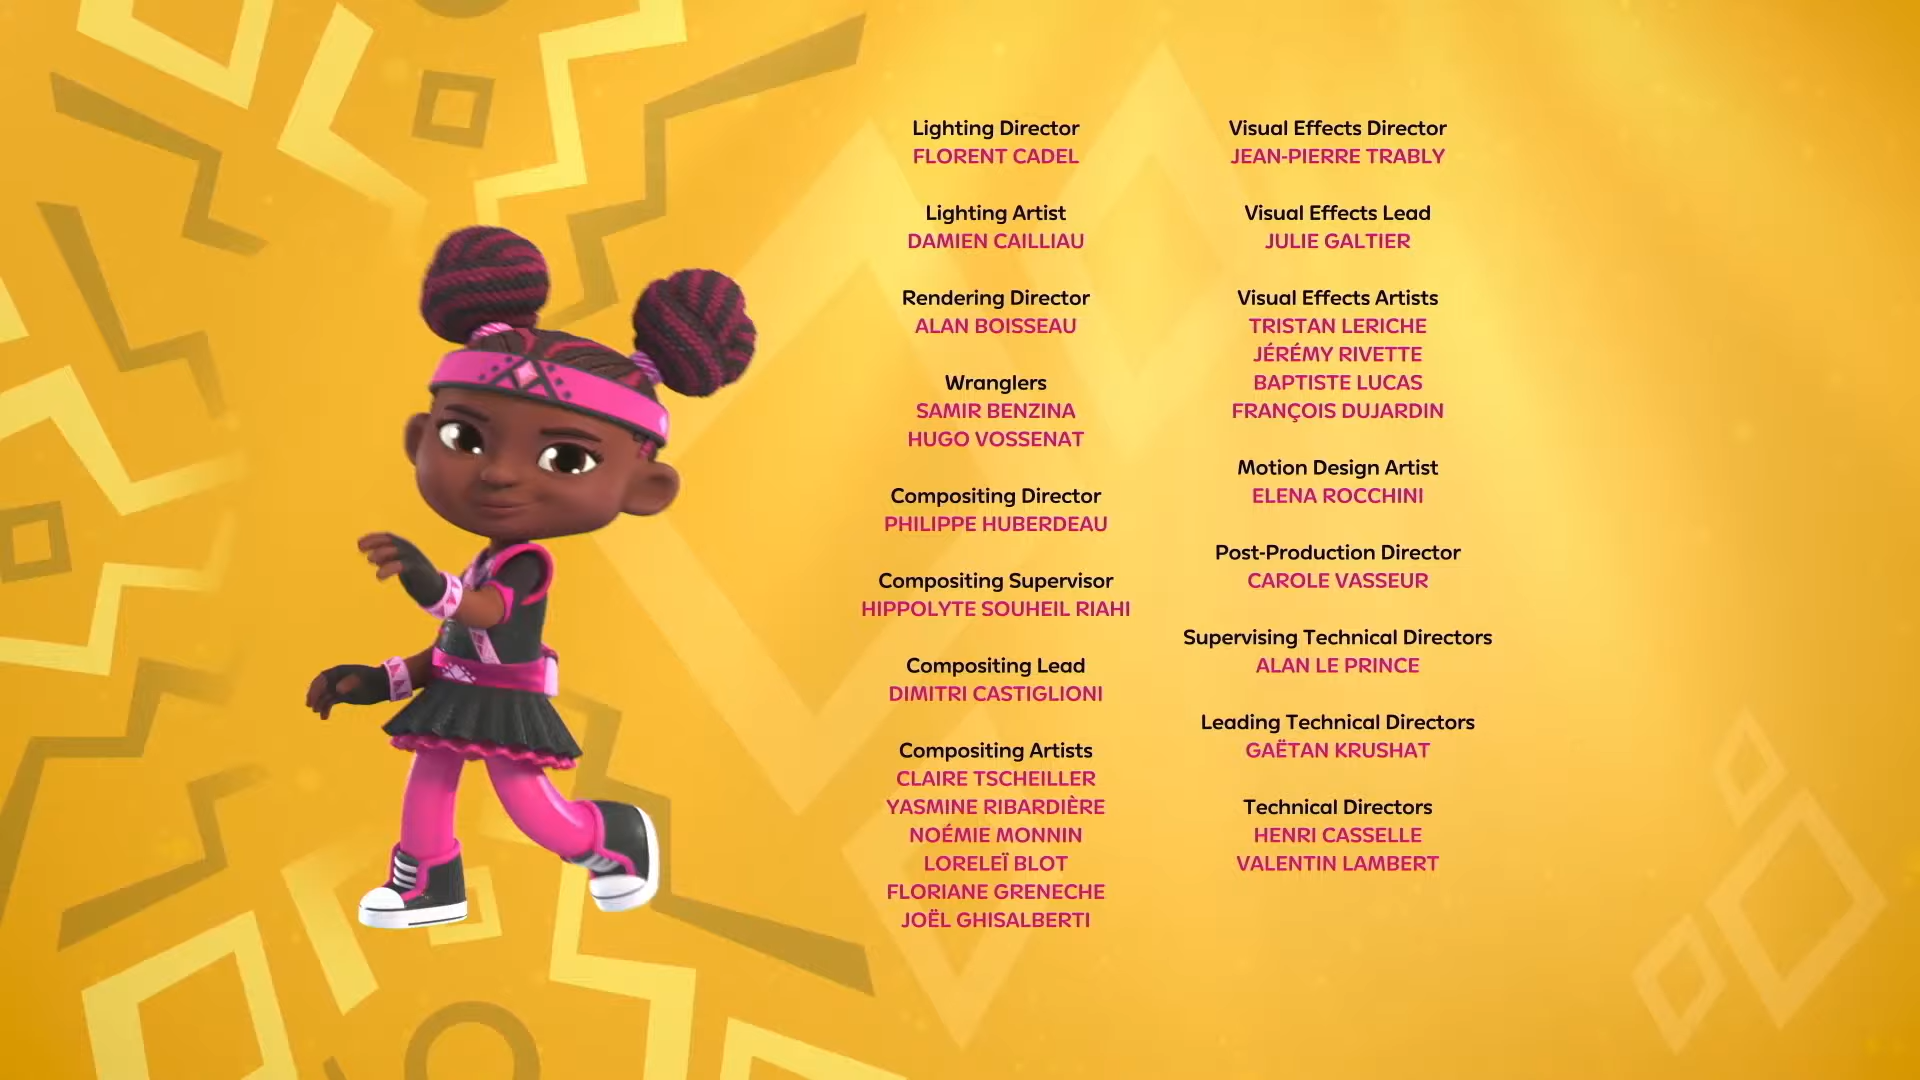 Lighting Director
FLORENT CADEL
Lighting Artist
DAMIEN CAILLIAU
Rendering Director
ALAN BOISSEAU
Wranglers
SAMIR BENZINA
HUGO VOSSENAT
Compositing Director
PHILIPPE HUBERDEAU
Compositing Supervisor
HIPPOLYTE SOUHEIL RIAHI
Compositing Lead
DIMITRI CASTIGLIONI
Compositing Artists
CLAIRE TSCHEILLER
YASMINE RIBARDIÈRE
NOÉMIE MONNIN
LORELEÏ BLOT
FLORIANE GRENECHE
JOËL GHISALBERTI
Visual Effects Director
JEAN-PIERRE TRABLY
Visual Effects Lead
JULIE GALTIER
Visual Effects Artists
TRISTAN LERICHE
JÉRÉMY RIVETTE
BAPTISTE LUCAS
FRANÇOIS DUJARDIN
Motion Design Artist
ELENA ROCCHINI
Post-Production Director
CAROLE VASSEUR
Supervising Technical Directors
ALAN LE PRINCE
Leading Technical Directors
GAËTAN KRUSHAT
Technical Directors
HENRI CASSELLE
VALENTIN LAMBERT